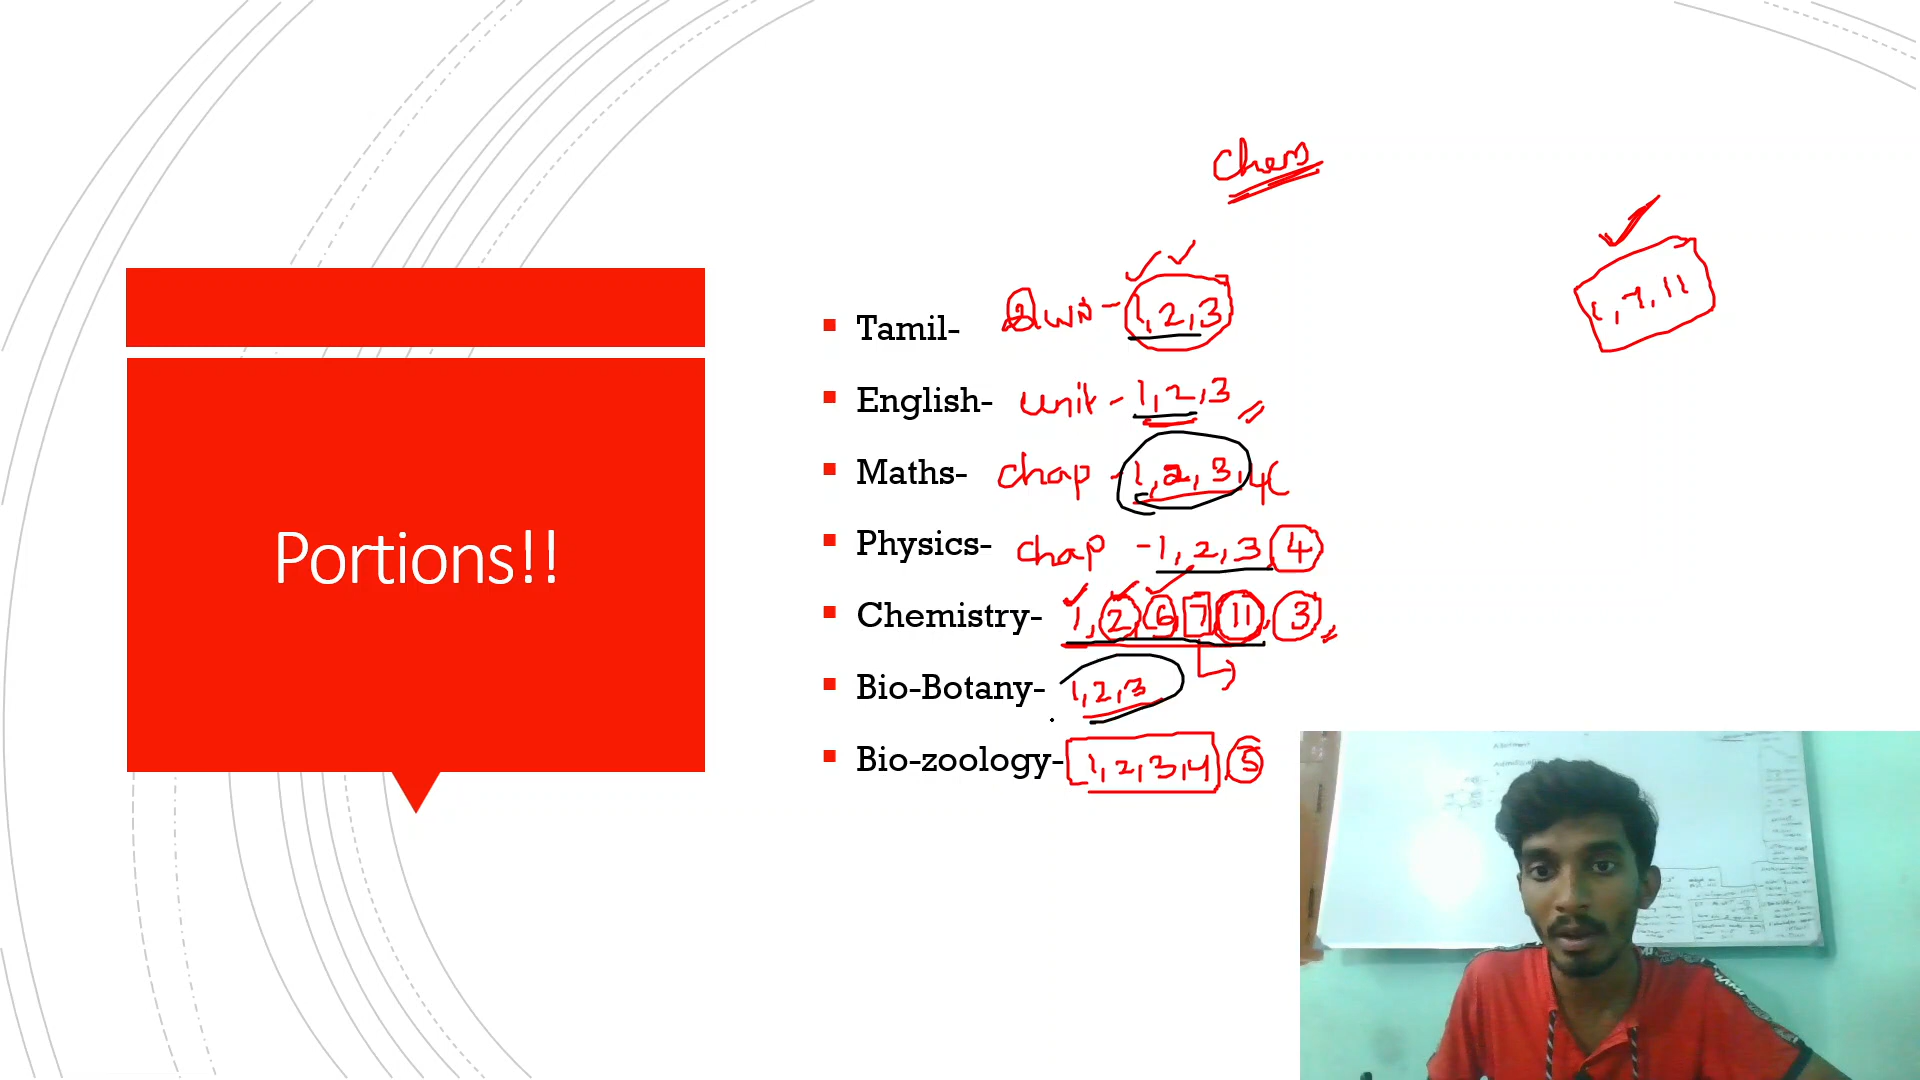 Portions!!
Chem
1, 7, 11
Tamil- இயல் - 1, 2, 3
English- unit - 1, 2, 3
Maths- chap - 1, 2, 3, 4
Physics- chap - 1, 2, 3 4
Chemistry- 1, 2 6 7 11, 3
Bio-Botany- 1, 2, 3
Bio-zoology- 1, 2, 3, 4 5